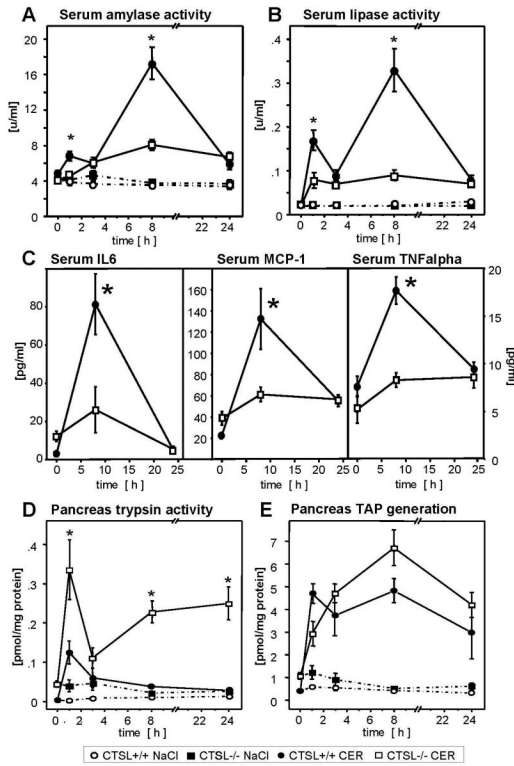 A Serum amylase activity
*
*
[u/ml]
20
16
12
8
4
0
0 2 4 6 8 22 24
time [ h ]
B Serum lipase activity
*
*
[u/ml]
.4
.3
.2
.1
0
0 2 4 6 8 22 24
time [ h ]
C Serum IL6
*
[pg/ml]
80
60
40
20
0
0 5 10 15 20 25
time [ h ]
Serum MCP-1
*
160
140
120
100
80
60
40
20
0 5 10 15 20 25
time [ h ]
Serum TNFalpha
*
20
15
10
5
0
[pg/ml]
0 5 10 15 20 25
time [ h ]
D Pancreas trypsin activity
*
*
*
[pmol/mg protein]
.4
.3
.2
.1
0
0 2 4 6 8 22 24
time [ h ]
E Pancreas TAP generation
[pmol/mg protein]
7
6
5
4
3
2
1
0
0 2 4 6 8 22 24
time [ h ]
CTSL+/+ NaCl CTSL-/- NaCl CTSL+/+ CER CTSL-/- CER